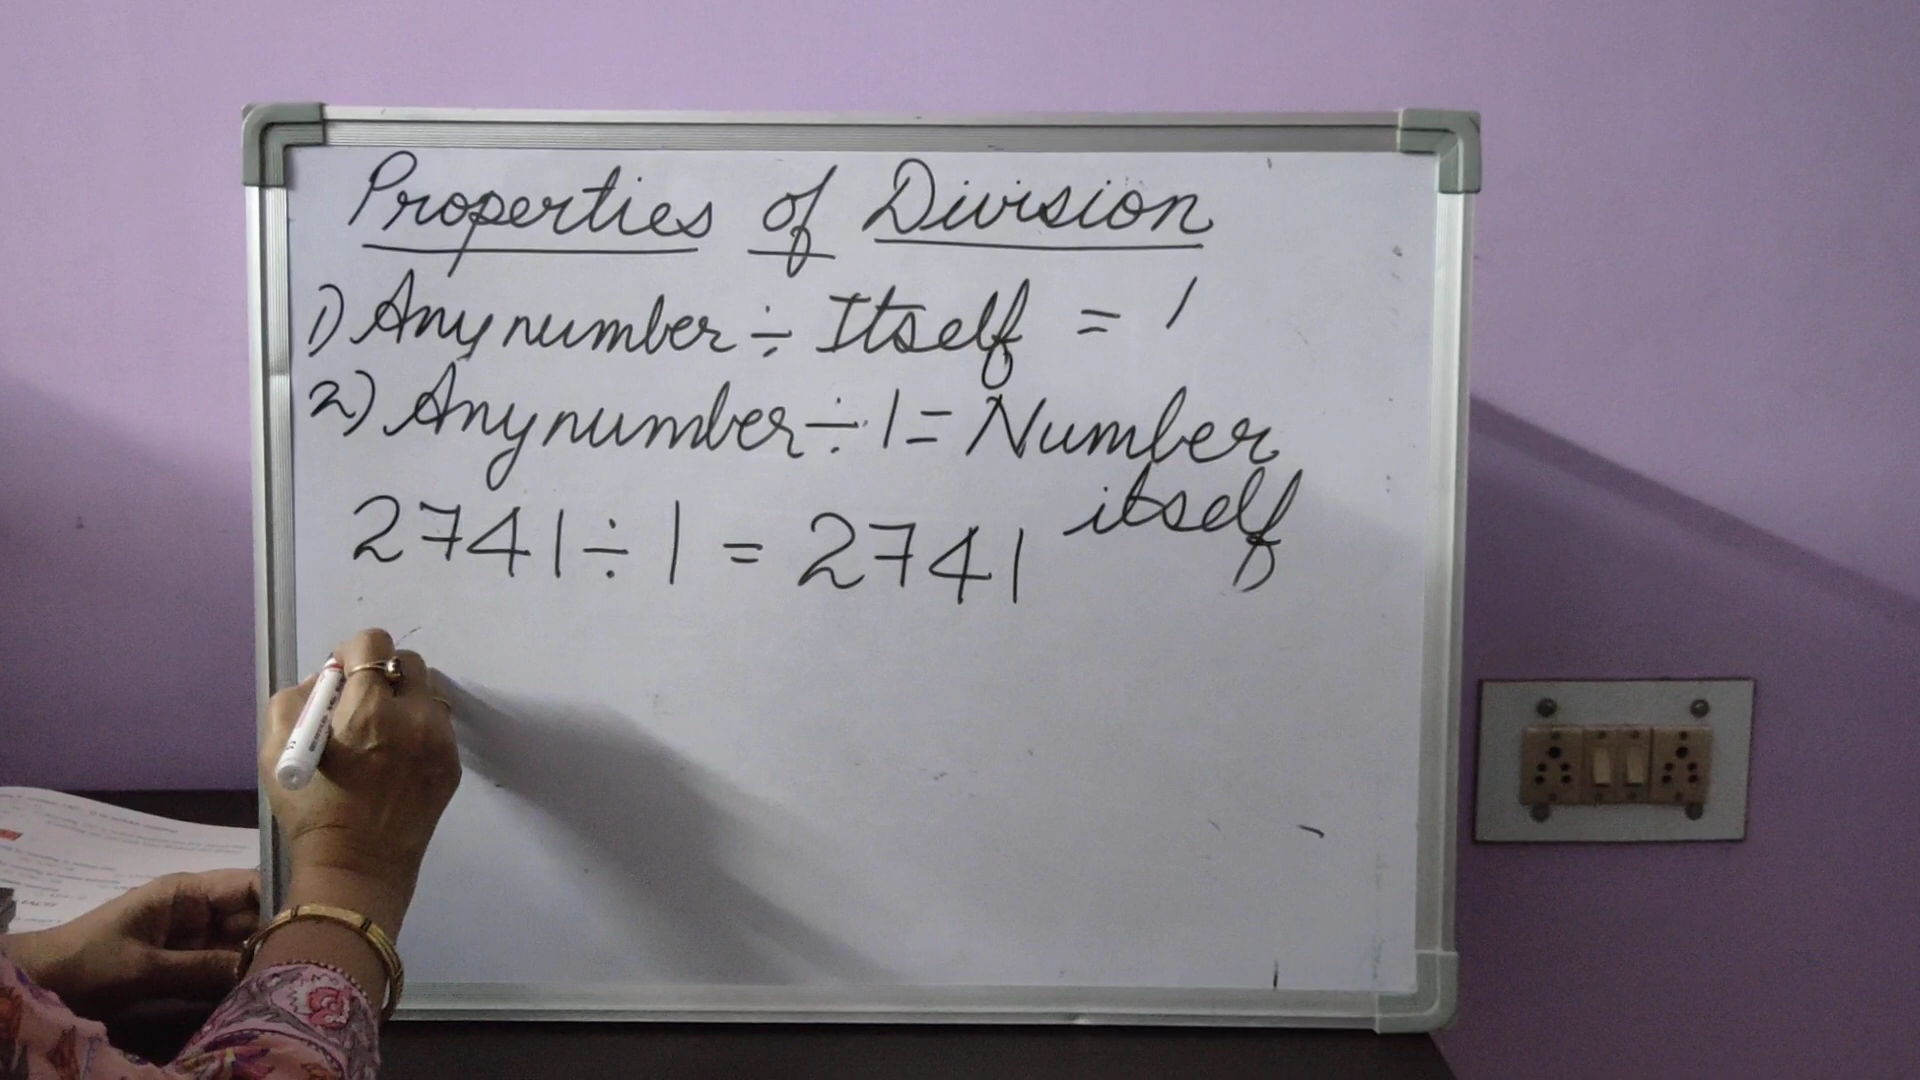 Properties of Division
1) Any number ÷ Itself = 1
2) Any number ÷ 1 = Number
itself
2741 ÷ 1 = 2741